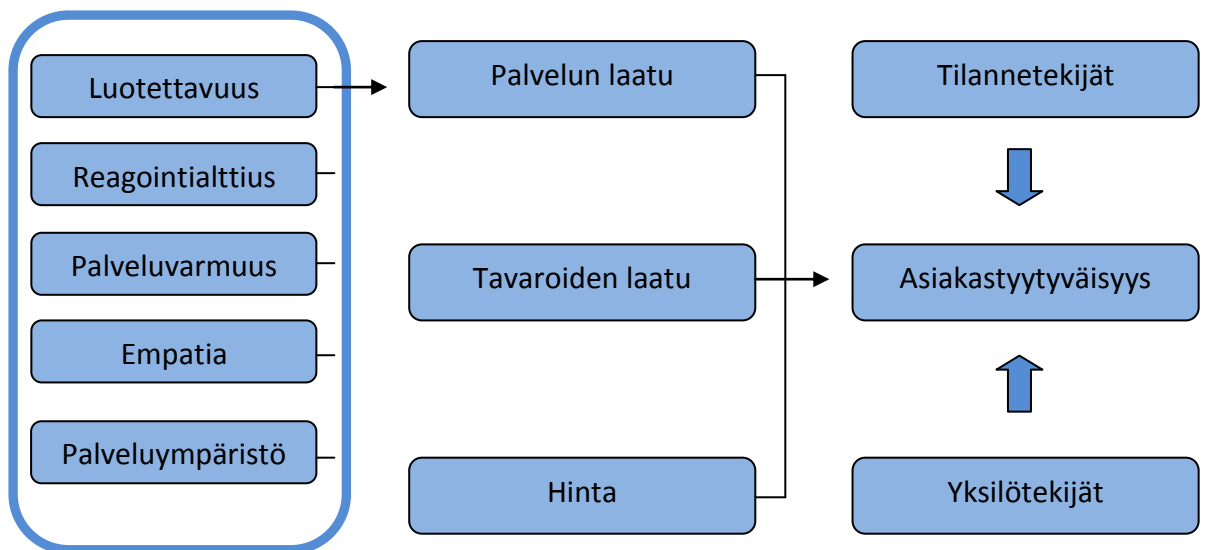 Luotettavuus
Reagointialttius
Palveluvarmuus
Empatia
Palveluympäristö
Palvelun laatu
Tavaroiden laatu
Hinta
Tilannetekijät
Asiakastyytyväisyys
Yksilötekijät